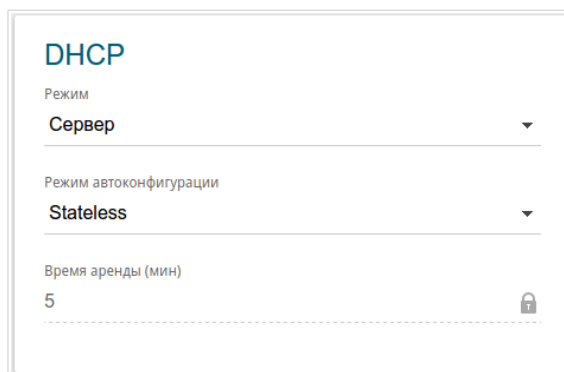 DHCP
Режим
Сервер
Режим автоконфигурации
Stateless
Время аренды (мин)
5